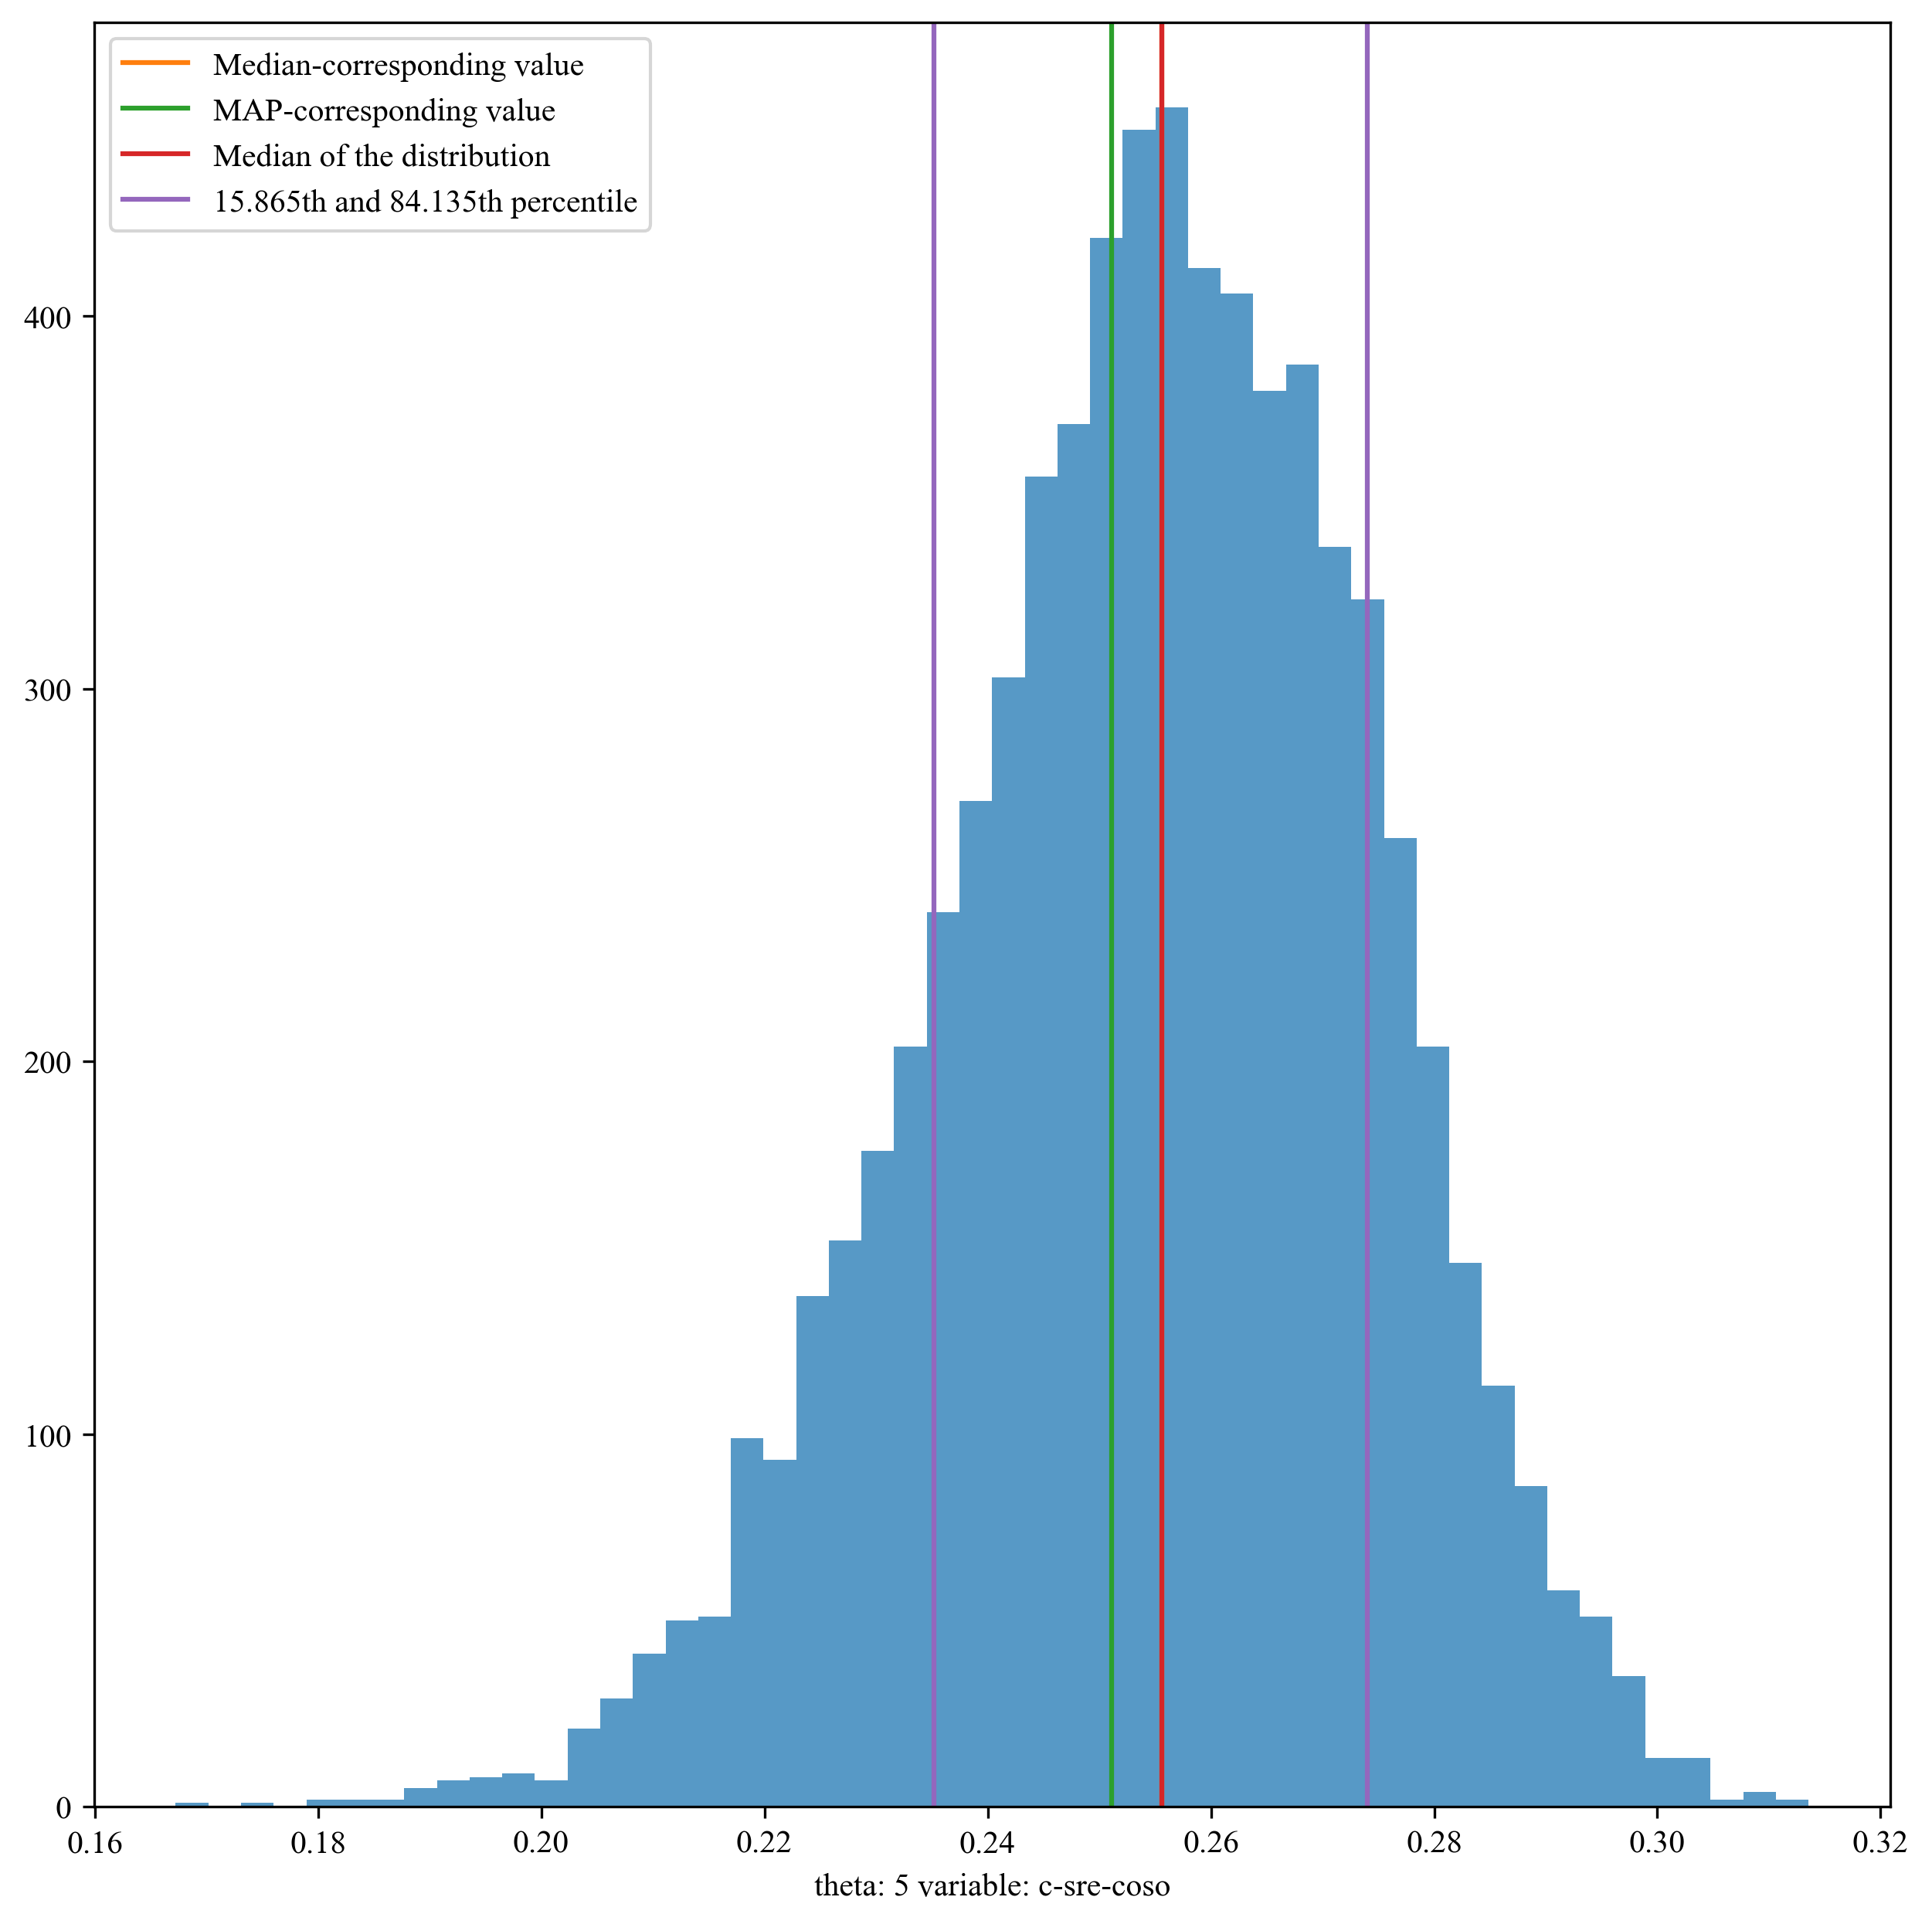 Median-corresponding value
MAP-corresponding value
Median of the distribution
15.865th and 84.135th percentile
400
300
200
100
0
0.16 0.18 0.20 0.22 0.24 0.26 0.28 0.30 0.32
theta: 5 variable: c-sre-coso